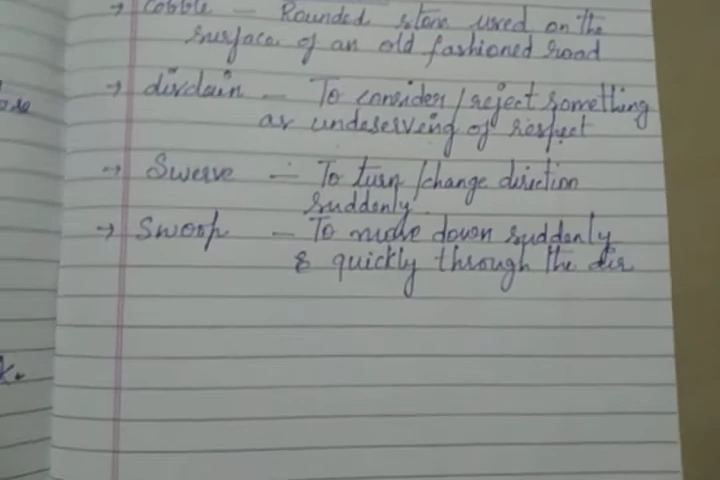 → Cobble - Rounded stone used on the
surface of an old fashioned road
→ disdain - To consider/reject something
as undeserving of respect
→ Swerve - To turn/change direction
suddenly
→ Swoop - To move down suddenly
& quickly through the air